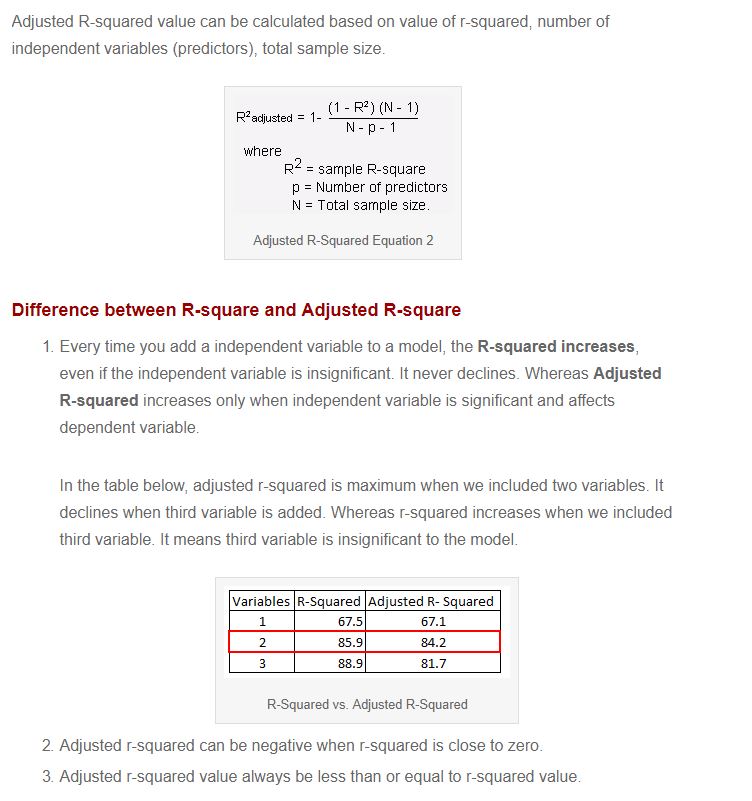 Adjusted R-squared value can be calculated based on value of r-squared, number of
independent variables (predictors), total sample size.
R²adjusted = 1- (1 - R²) (N - 1)
N - p - 1
where
R² = sample R-square
p = Number of predictors
N = Total sample size.
Adjusted R-Squared Equation 2
Difference between R-square and Adjusted R-square
1. Every time you add a independent variable to a model, the R-squared increases,
even if the independent variable is insignificant. It never declines. Whereas Adjusted
R-squared increases only when independent variable is significant and affects
dependent variable.
In the table below, adjusted r-squared is maximum when we included two variables. It
declines when third variable is added. Whereas r-squared increases when we included
third variable. It means third variable is insignificant to the model.
Variables R-Squared Adjusted R- Squared
1 67.5 67.1
2 85.9 84.2
3 88.9 81.7
R-Squared vs. Adjusted R-Squared
2. Adjusted r-squared can be negative when r-squared is close to zero.
3. Adjusted r-squared value always be less than or equal to r-squared value.